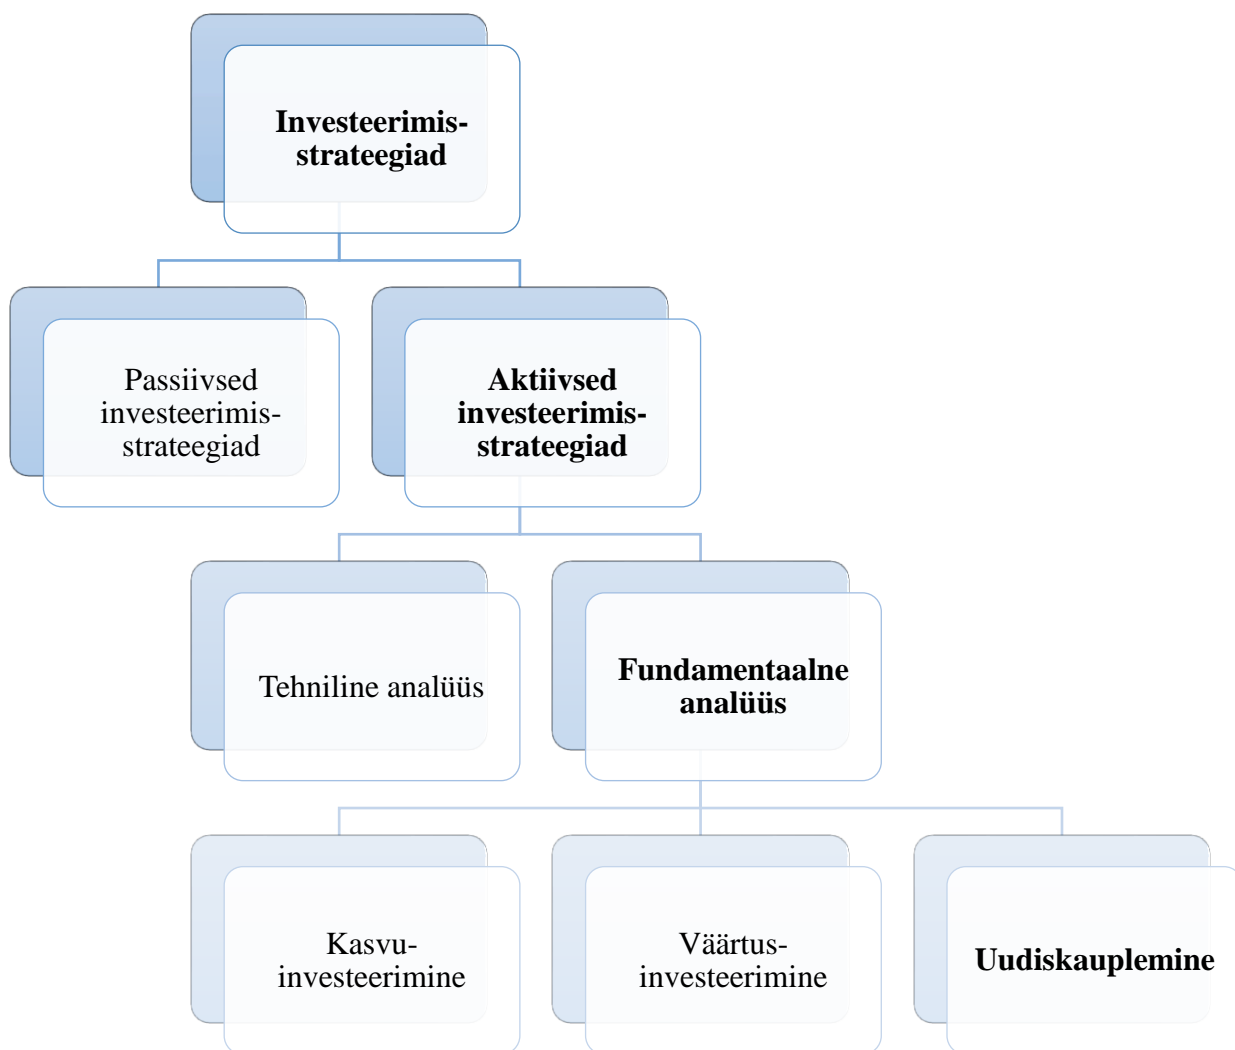 Investeerimis-
strateegiad
Passiivsed
investeerimis-
strateegiad
Aktiivsed
investeerimis-
strateegiad
Tehniline analüüs
Fundamentaalne
analüüs
Kasvu-
investeerimine
Väärtus-
investeerimine
Uudiskauplemine